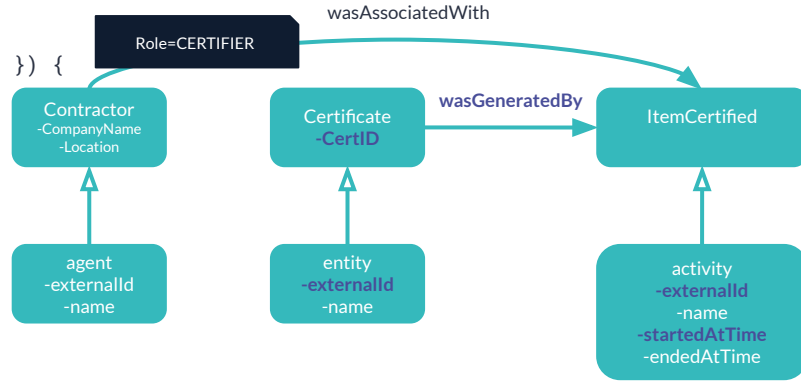 wasAssociatedWith
Role=CERTIFIER
}) {
Contractor
-CompanyName
-Location
Certificate
-CertID
wasGeneratedBy
ItemCertified
agent
-externalId
-name
entity
-externalId
-name
activity
-externalId
-name
-startedAtTime
-endedAtTime